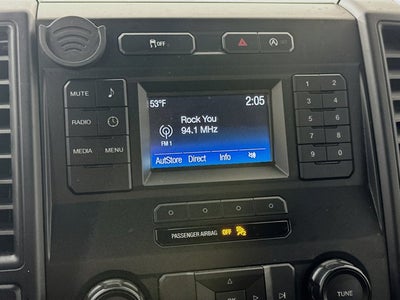 OFF
MUTE
RADIO
MEDIA MENU
53°F 2:05
Rock You
94.1 MHz
FM 1
AutStore Direct Info
1 2
3 4
5 6
7 8
9 0
PASSENGER AIRBAG OFF
TUNE